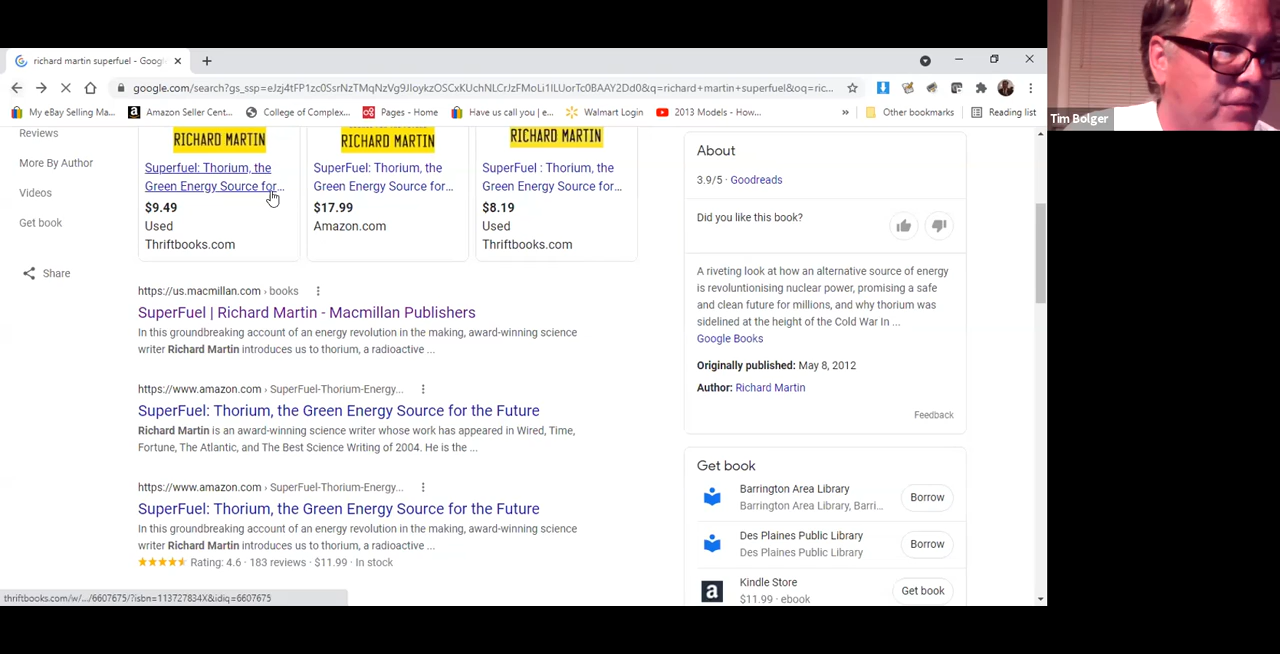 richard martin superfuel - Googl
google.com/search?gs_ssp=eJzj4tFP1zc0SsrNzTMqNzVg9JIoykzOSCxKUchNLCrJzFMoLi1ILUorTc0BAAY2Dd0&q=richard+martin+superfuel&oq=ric...
My eBay Selling Ma...
Amazon Seller Cent...
College of Complex...
Pages - Home
Have us call you | e...
Walmart Login
2013 Models - How...
»
Other bookmarks
Reading list
Tim Bolger
Reviews
More By Author
Videos
Get book
Share
RICHARD MARTIN
Superfuel: Thorium, the
Green Energy Source for...
$9.49
Used
Thriftbooks.com
RICHARD MARTIN
SuperFuel: Thorium, the
Green Energy Source for...
$17.99
Amazon.com
RICHARD MARTIN
SuperFuel : Thorium, the
Green Energy Source for...
$8.19
Used
Thriftbooks.com
https://us.macmillan.com › books
SuperFuel | Richard Martin - Macmillan Publishers
In this groundbreaking account of an energy revolution in the making, award-winning science
writer Richard Martin introduces us to thorium, a radioactive ...
https://www.amazon.com › SuperFuel-Thorium-Energy...
SuperFuel: Thorium, the Green Energy Source for the Future
Richard Martin is an award-winning science writer whose work has appeared in Wired, Time,
Fortune, The Atlantic, and The Best Science Writing of 2004. He is the ...
https://www.amazon.com › SuperFuel-Thorium-Energy...
SuperFuel: Thorium, the Green Energy Source for the Future
In this groundbreaking account of an energy revolution in the making, award-winning science
writer Richard Martin introduces us to thorium, a radioactive ...
Rating: 4.6 · 183 reviews · $11.99 · In stock
About
3.9/5 · Goodreads
Did you like this book?
A riveting look at how an alternative source of energy
is revoluntionising nuclear power, promising a safe
and clean future for millions, and why thorium was
sidelined at the height of the Cold War In ...
Google Books
Originally published: May 8, 2012
Author: Richard Martin
Feedback
Get book
Barrington Area Library
Barrington Area Library, Barri...
Borrow
Des Plaines Public Library
Des Plaines Public Library
Borrow
Kindle Store
$11.99 · ebook
Get book
thriftbooks.com/w/.../6607675/?isbn=113727834X&idiq=6607675